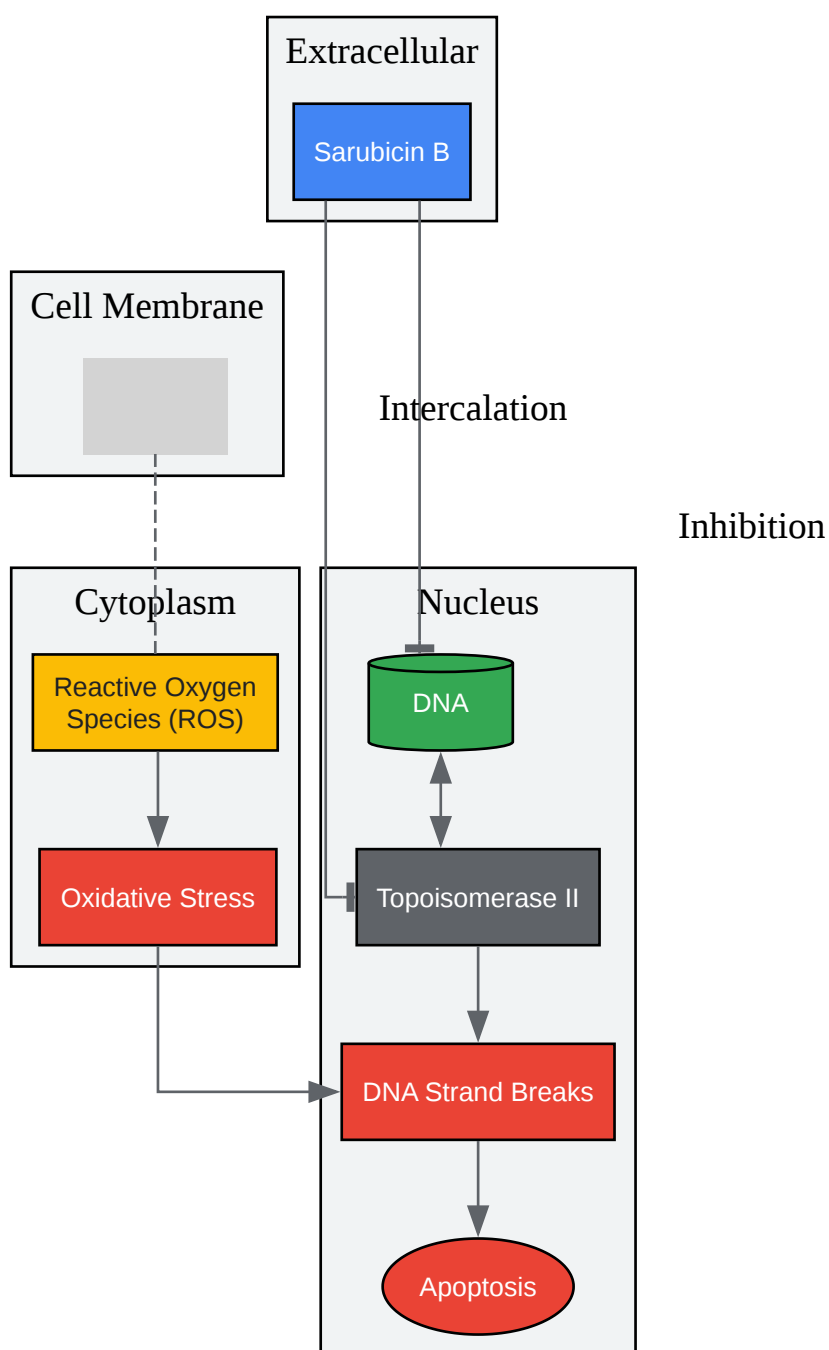 Extracellular
Sarubicin B
Cell Membrane
Intercalation
Inhibition
Cytoplasm
Nucleus
Reactive Oxygen
Species (ROS)
DNA
Oxidative Stress
Topoisomerase II
DNA Strand Breaks
Apoptosis